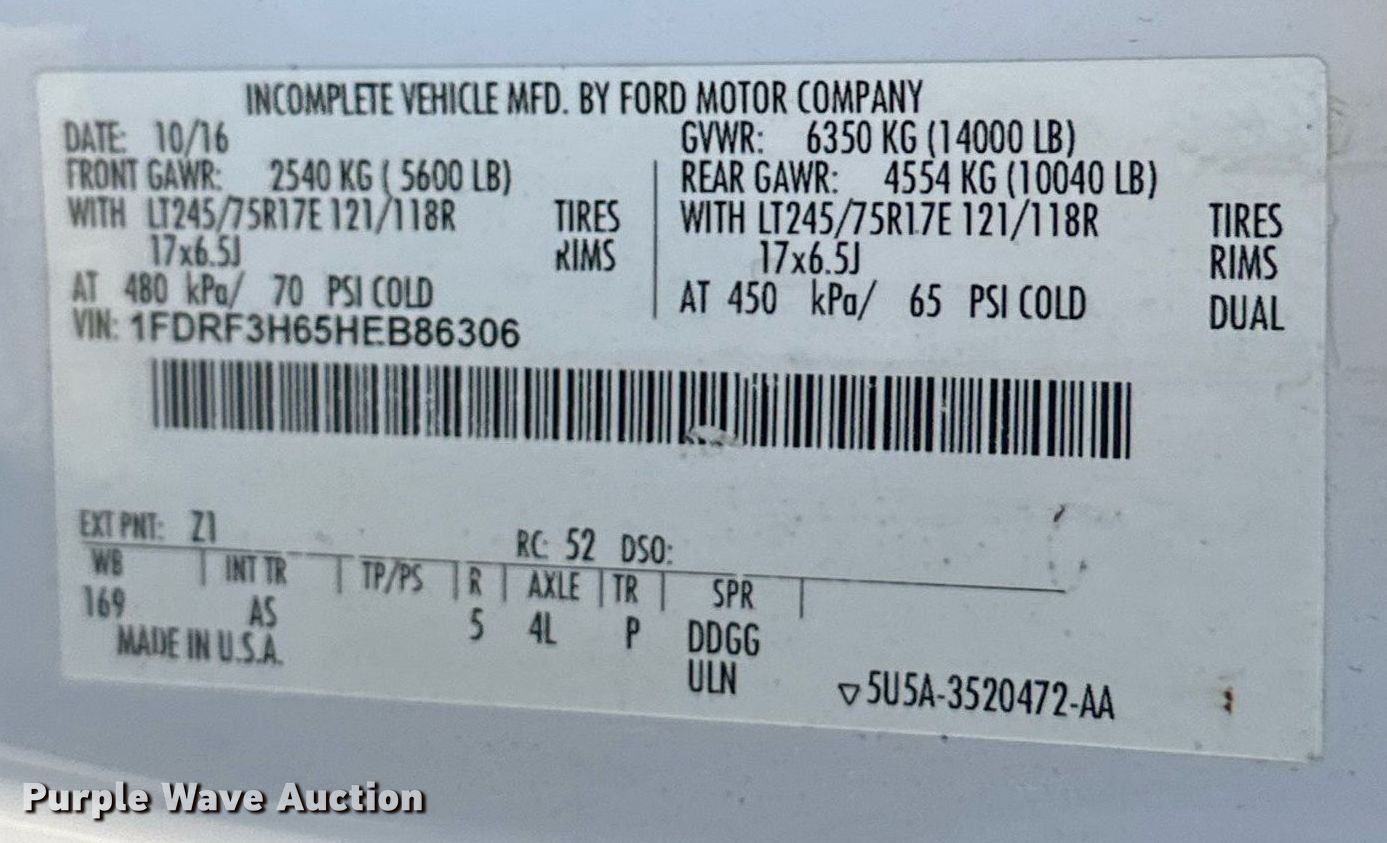 INCOMPLETE VEHICLE MFD. BY FORD MOTOR COMPANY
DATE: 10/16 GVWR: 6350 KG (14000 LB)
FRONT GAWR: 2540 KG ( 5600 LB) REAR GAWR: 4554 KG (10040 LB)
WITH LT245/75R17E 121/118R TIRES WITH LT245/75R17E 121/118R TIRES
17x6.5J RIMS 17x6.5J RIMS
AT 480 kPa/ 70 PSI COLD AT 450 kPa/ 65 PSI COLD DUAL
VIN: 1FDRF3H65HEB86306
EXT PNT: Z1 RC: 52 DSO:
WB INT TR TP/PS R AXLE TR SPR
169 AS 5 4L P DDGG
MADE IN U.S.A. ULN
▽5U5A-3520472-AA
Purple Wave Auction